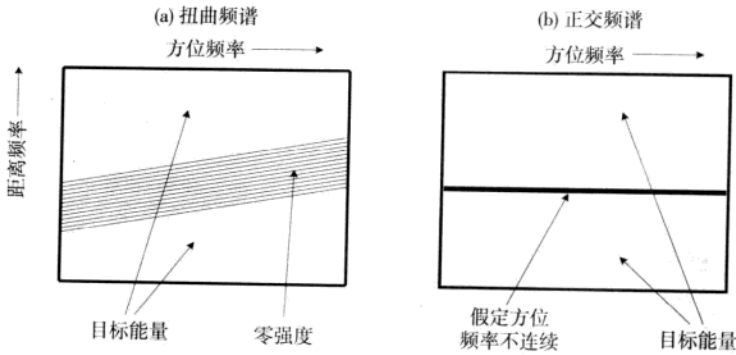 (a) 扭曲频谱
方位频率
距离频率
目标能量
零强度
(b) 正交频谱
方位频率
假定方位
频率不连续
目标能量